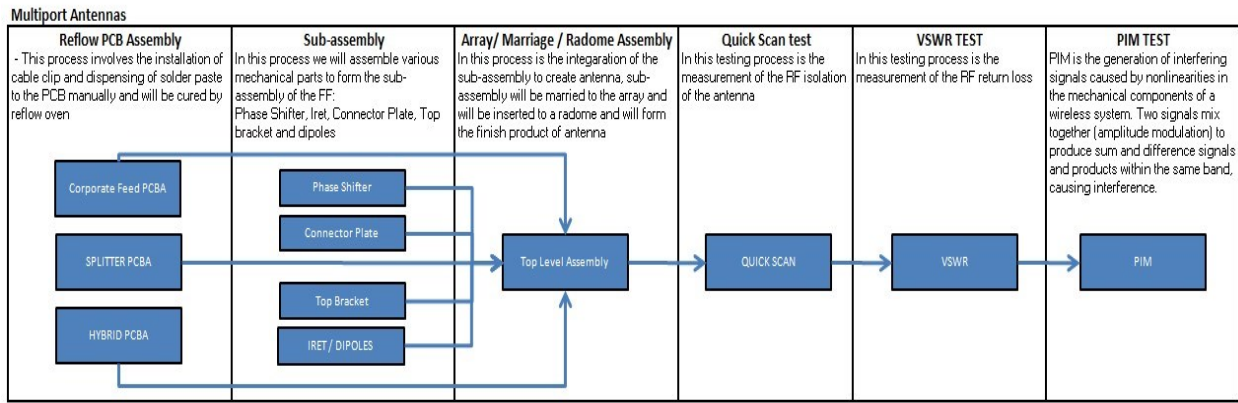 Multiport Antennas
Reflow PCB Assembly
- This process involves the installation of
cable clip and dispensing of solder paste
to the PCB manually and will be cured by
reflow oven
Corporate Feed PCBA
SPLITTER PCBA
HYBRID PCBA
Sub-assembly
In this process we will assemble various
mechanical parts to form the sub-
assembly of the FF:
Phase Shifter, Iret, Connector Plate, Top
bracket and dipoles
Phase Shifter
Connector Plate
Top Bracket
IRET / DIPOLES
Array/ Marriage / Radome Assembly
In this process is the integaration of the
sub-assembly to create antenna, sub-
assembly will be married to the array and
will be inserted to a radome and will form
the finish product of antenna
Top Level Assembly
Quick Scan test
In this testing process is the
measurement of the RF isolation
of the antenna
QUICK SCAN
VSWR TEST
In this testing process is the
measurement of the RF return loss
VSWR
PIM TEST
PIM is the generation of interfering
signals caused by nonlinearities in
the mechanical components of a
wireless system. Two signals mix
together (amplitude modulation) to
produce sum and difference signals
and products within the same band,
causing interference.
PIM